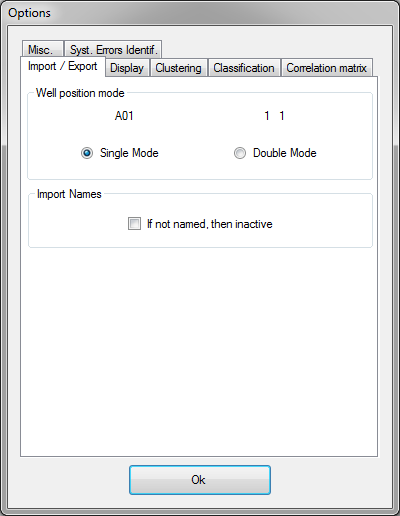 Options
Misc. Syst. Errors Identif.
Import / Export Display Clustering Classification Correlation matrix
Well position mode
A01 1 1
Single Mode Double Mode
Import Names
If not named, then inactive
Ok